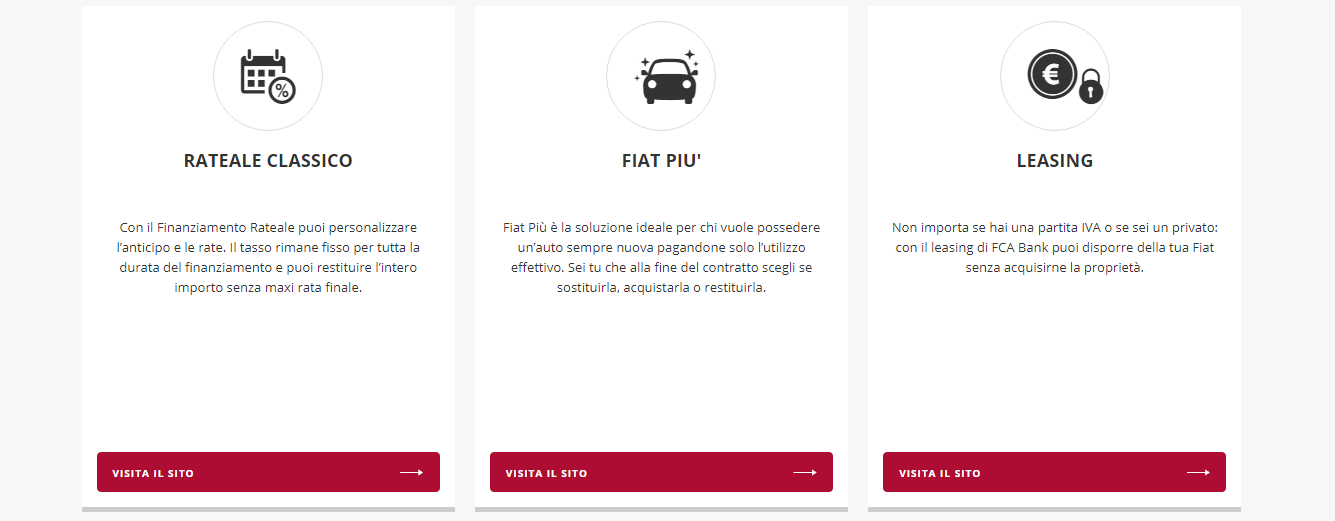 RATEALE CLASSICO
Con il Finanziamento Rateale puoi personalizzare
l’anticipo e le rate. Il tasso rimane fisso per tutta la
durata del finanziamento e puoi restituire l’intero
importo senza maxi rata finale.
VISITA IL SITO
FIAT PIU'
Fiat Più è la soluzione ideale per chi vuole possedere
un’auto sempre nuova pagandone solo l’utilizzo
effettivo. Sei tu che alla fine del contratto scegli se
sostituirla, acquistarla o restituirla.
VISITA IL SITO
LEASING
Non importa se hai una partita IVA o se sei un privato:
con il leasing di FCA Bank puoi disporre della tua Fiat
senza acquisirne la proprietà.
VISITA IL SITO